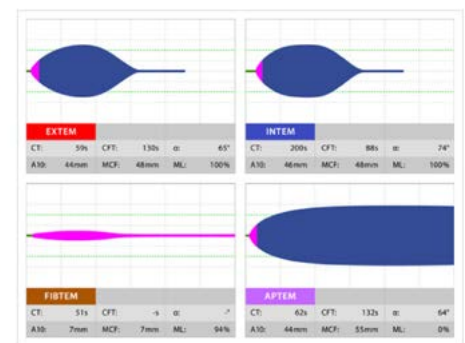 EXTEM
CT: 59s CFT: 130s α: 65°
A10: 44mm MCF: 48mm ML: 100%
INTEM
CT: 200s CFT: 88s α: 74°
A10: 46mm MCF: 48mm ML: 100%
FIBTEM
CT: 51s CFT: -s α: -°
A10: 7mm MCF: 7mm ML: 94%
APTEM
CT: 62s CFT: 132s α: 64°
A10: 44mm MCF: 55mm ML: 0%